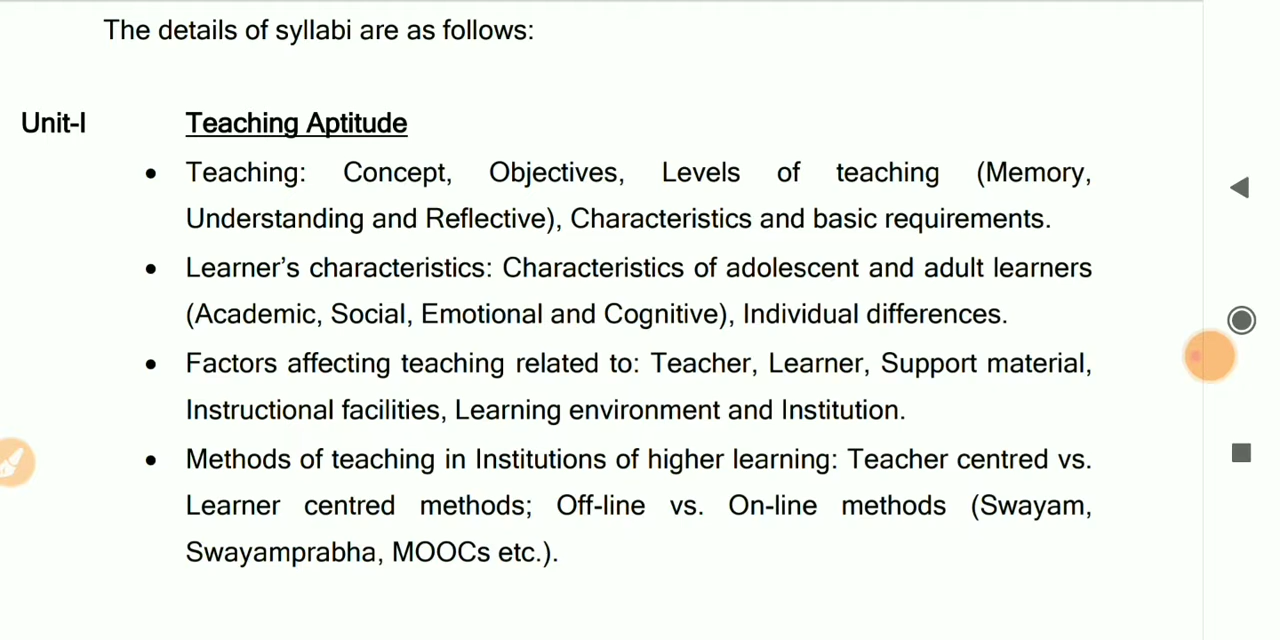 The details of syllabi are as follows:
Unit-I Teaching Aptitude
• Teaching: Concept, Objectives, Levels of teaching (Memory,
Understanding and Reflective), Characteristics and basic requirements.
• Learner’s characteristics: Characteristics of adolescent and adult learners
(Academic, Social, Emotional and Cognitive), Individual differences.
• Factors affecting teaching related to: Teacher, Learner, Support material,
Instructional facilities, Learning environment and Institution.
• Methods of teaching in Institutions of higher learning: Teacher centred vs.
Learner centred methods; Off-line vs. On-line methods (Swayam,
Swayamprabha, MOOCs etc.).